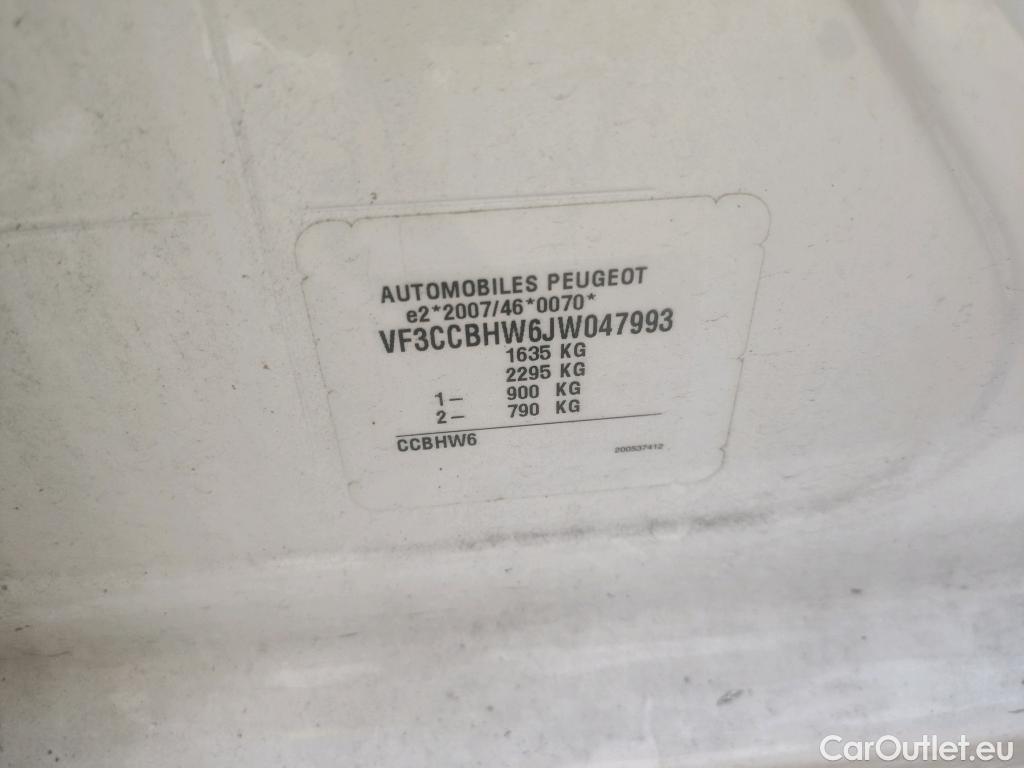 AUTOMOBILES PEUGEOT
e2*2007/46*0070*
VF3CCBHW6JW047993
1635 KG
2295 KG
1– 900 KG
2– 790 KG
CCBHW6 200537412
CarOutlet.eu